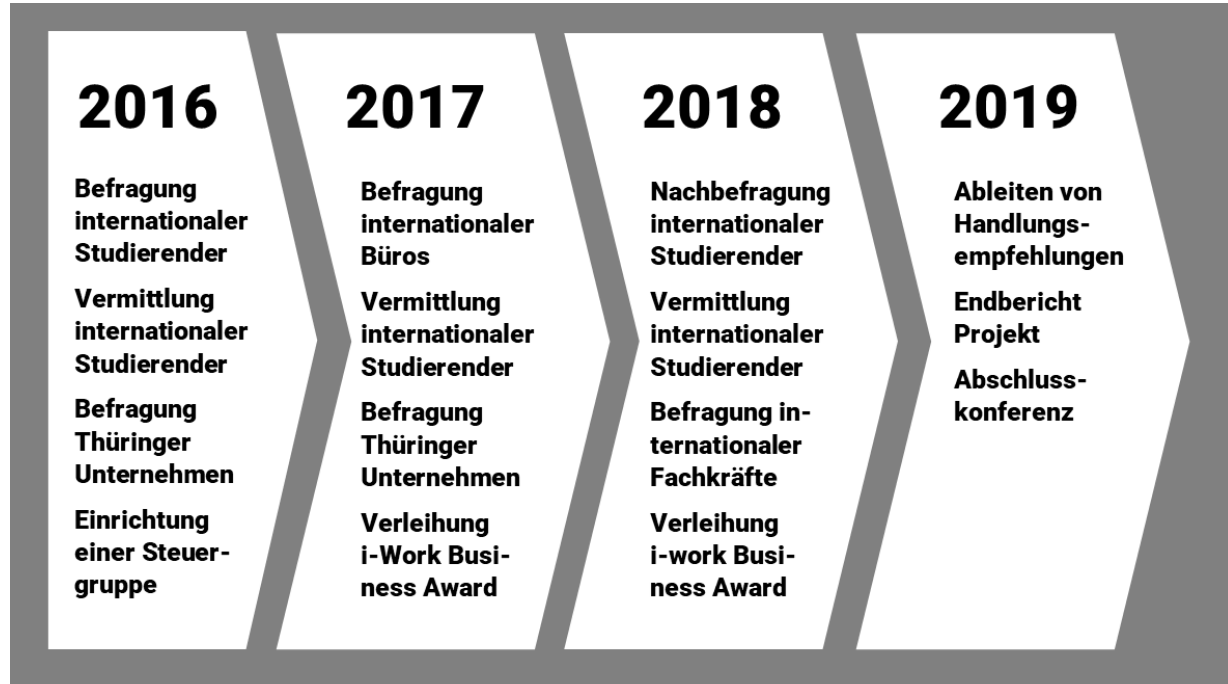 2016
Befragung
internationaler
Studierender
Vermittlung
internationaler
Studierender
Befragung
Thüringer
Unternehmen
Einrichtung
einer Steuer-
gruppe
2017
Befragung
internationaler
Büros
Vermittlung
internationaler
Studierender
Befragung
Thüringer
Unternehmen
Verleihung
i-Work Busi-
ness Award
2018
Nachbefragung
internationaler
Studierender
Vermittlung
internationaler
Studierender
Befragung in-
ternationaler
Fachkräfte
Verleihung
i-work Busi-
ness Award
2019
Ableiten von
Handlungs-
empfehlungen
Endbericht
Projekt
Abschluss-
konferenz